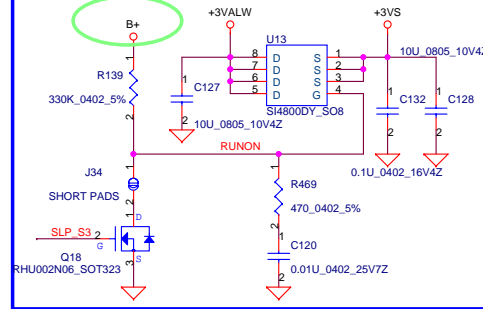 B+
+3VALW
+3VS
U13
1
R139
330K_0402_5%
2
1
C127
2
10U_0805_10V4Z
8 D S 1
7 D S 2
6 D S 3
5 D G 4
SI4800DY_SO8
10U_0805_10V4Z
1
C132
2
1
C128
2
0.1U_0402_16V4Z
RUNON
J34
SHORT PADS
1
2
1
R469
470_0402_5%
2
1
C120
0.01U_0402_25V7Z
2
SLP_S3 2
G
D
S
3
Q18
RHU002N06_SOT323